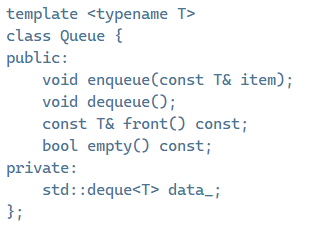 template <typename T>
class Queue {
public:
    void enqueue(const T& item);
    void dequeue();
    const T& front() const;
    bool empty() const;
private:
    std::deque<T> data_;
};